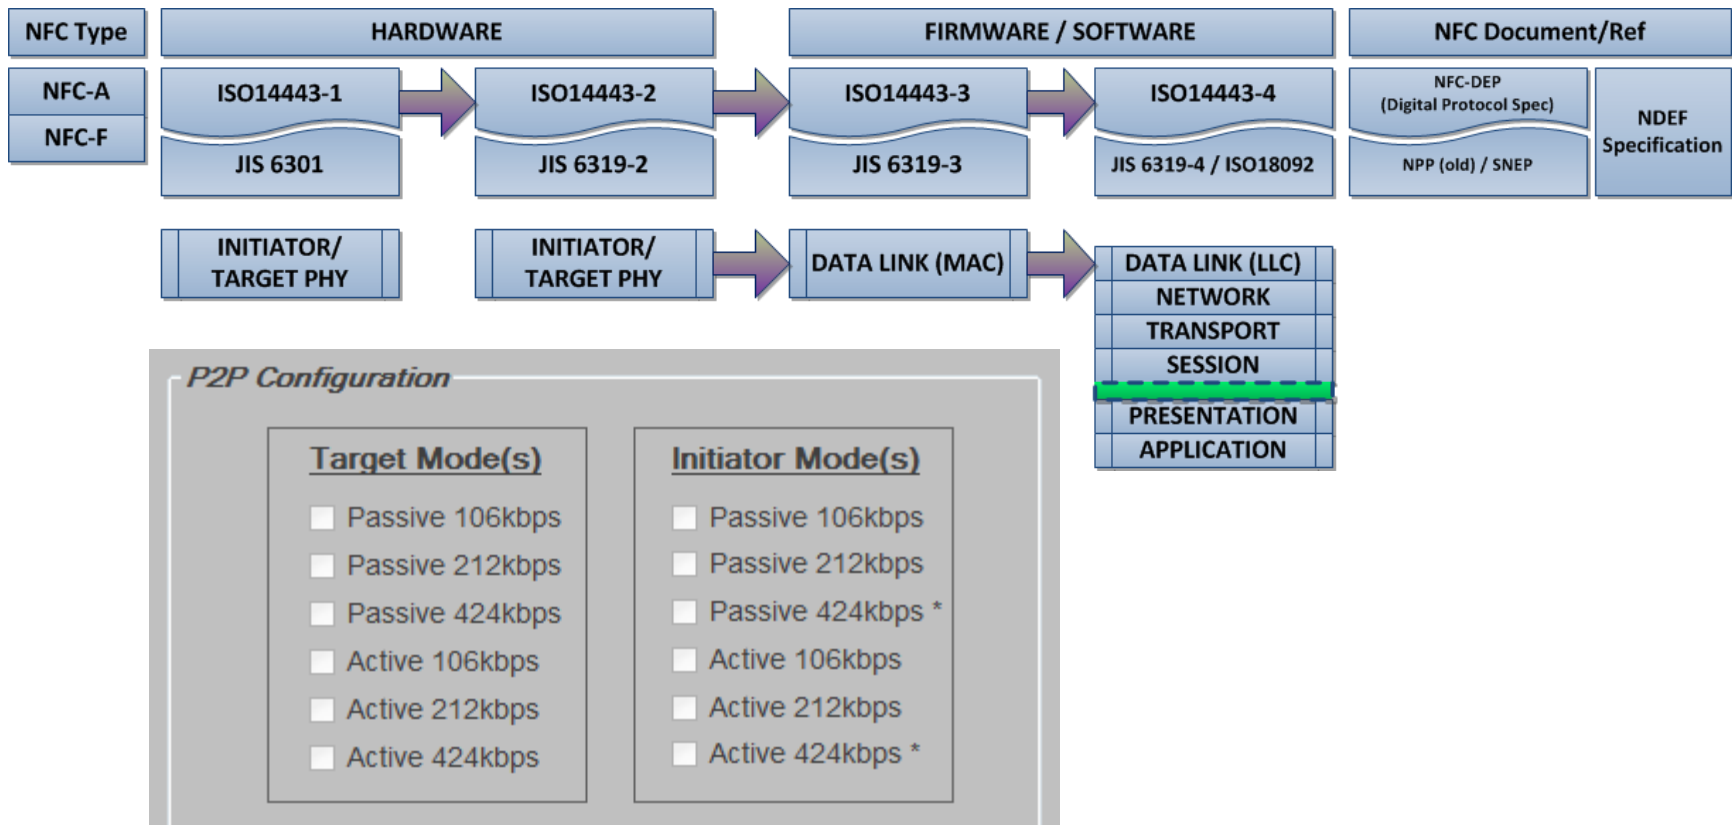 NFC Type
HARDWARE
FIRMWARE / SOFTWARE
NFC Document/Ref
NFC-A
NFC-F
ISO14443-1
JIS 6301
ISO14443-2
JIS 6319-2
ISO14443-3
JIS 6319-3
ISO14443-4
JIS 6319-4 / ISO18092
NFC-DEP
(Digital Protocol Spec)
NPP (old) / SNEP
NDEF
Specification
INITIATOR/
TARGET PHY
INITIATOR/
TARGET PHY
DATA LINK (MAC)
DATA LINK (LLC)
NETWORK
TRANSPORT
SESSION
PRESENTATION
APPLICATION
P2P Configuration
Target Mode(s)
Passive 106kbps
Passive 212kbps
Passive 424kbps
Active 106kbps
Active 212kbps
Active 424kbps
Initiator Mode(s)
Passive 106kbps
Passive 212kbps
Passive 424kbps *
Active 106kbps
Active 212kbps
Active 424kbps *